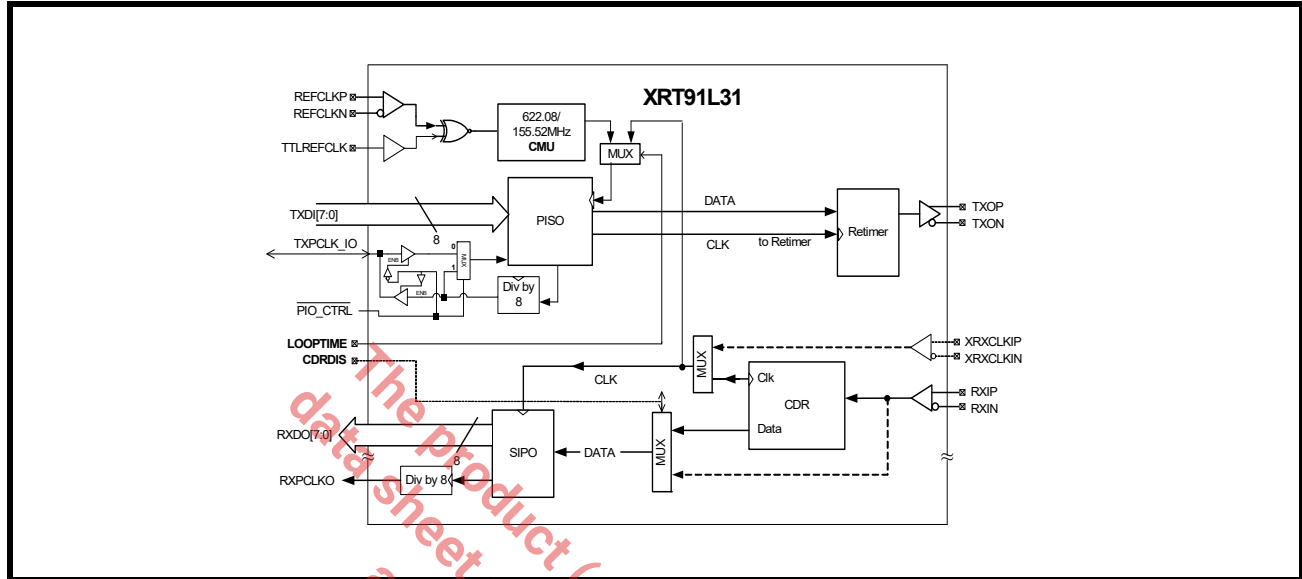 XRT91L31
REFCLKP
REFCLKN
TTLREFCLK
622.08/
155.52MHz
CMU
MUX
TXDI[7:0]
8
PISO
DATA
CLK
to Retimer
Retimer
TXOP
TXON
TXPCLK_IO
ENB
ENB
0
1
MUX
Div by
8
PIO_CTRL
LOOPTIME
CDRDIS
XRXCLKIP
XRXCLKIN
MUX
CLK
Clk
CDR
Data
RXIP
RXIN
RXDO[7:0]
8
SIPO
DATA
MUX
RXPCLKO
Div by 8
The product (
data sheet